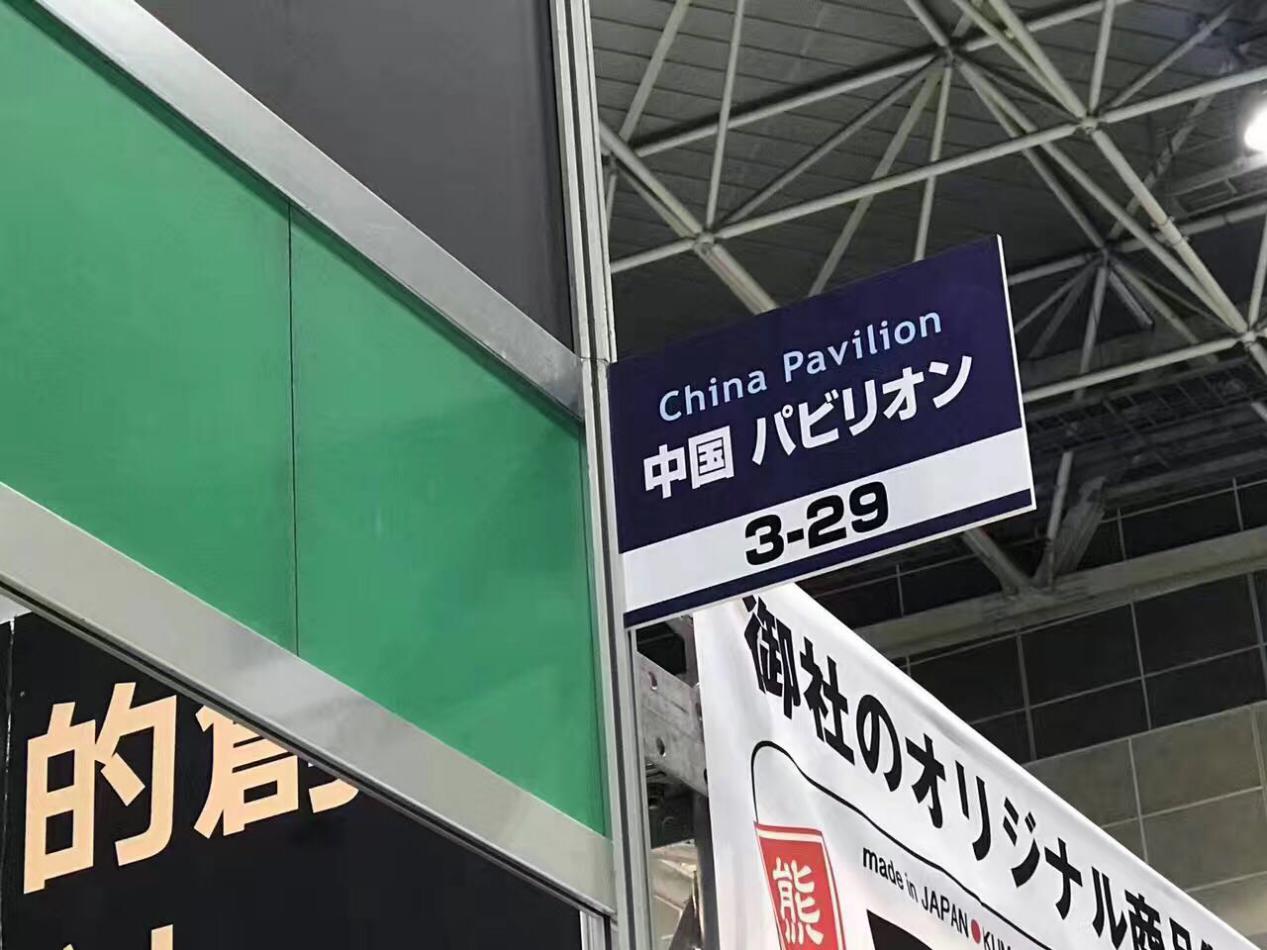 China Pavilion
中国 パビリオン
3-29
御社のオリジナル商品
made in JAPAN
熊
的創